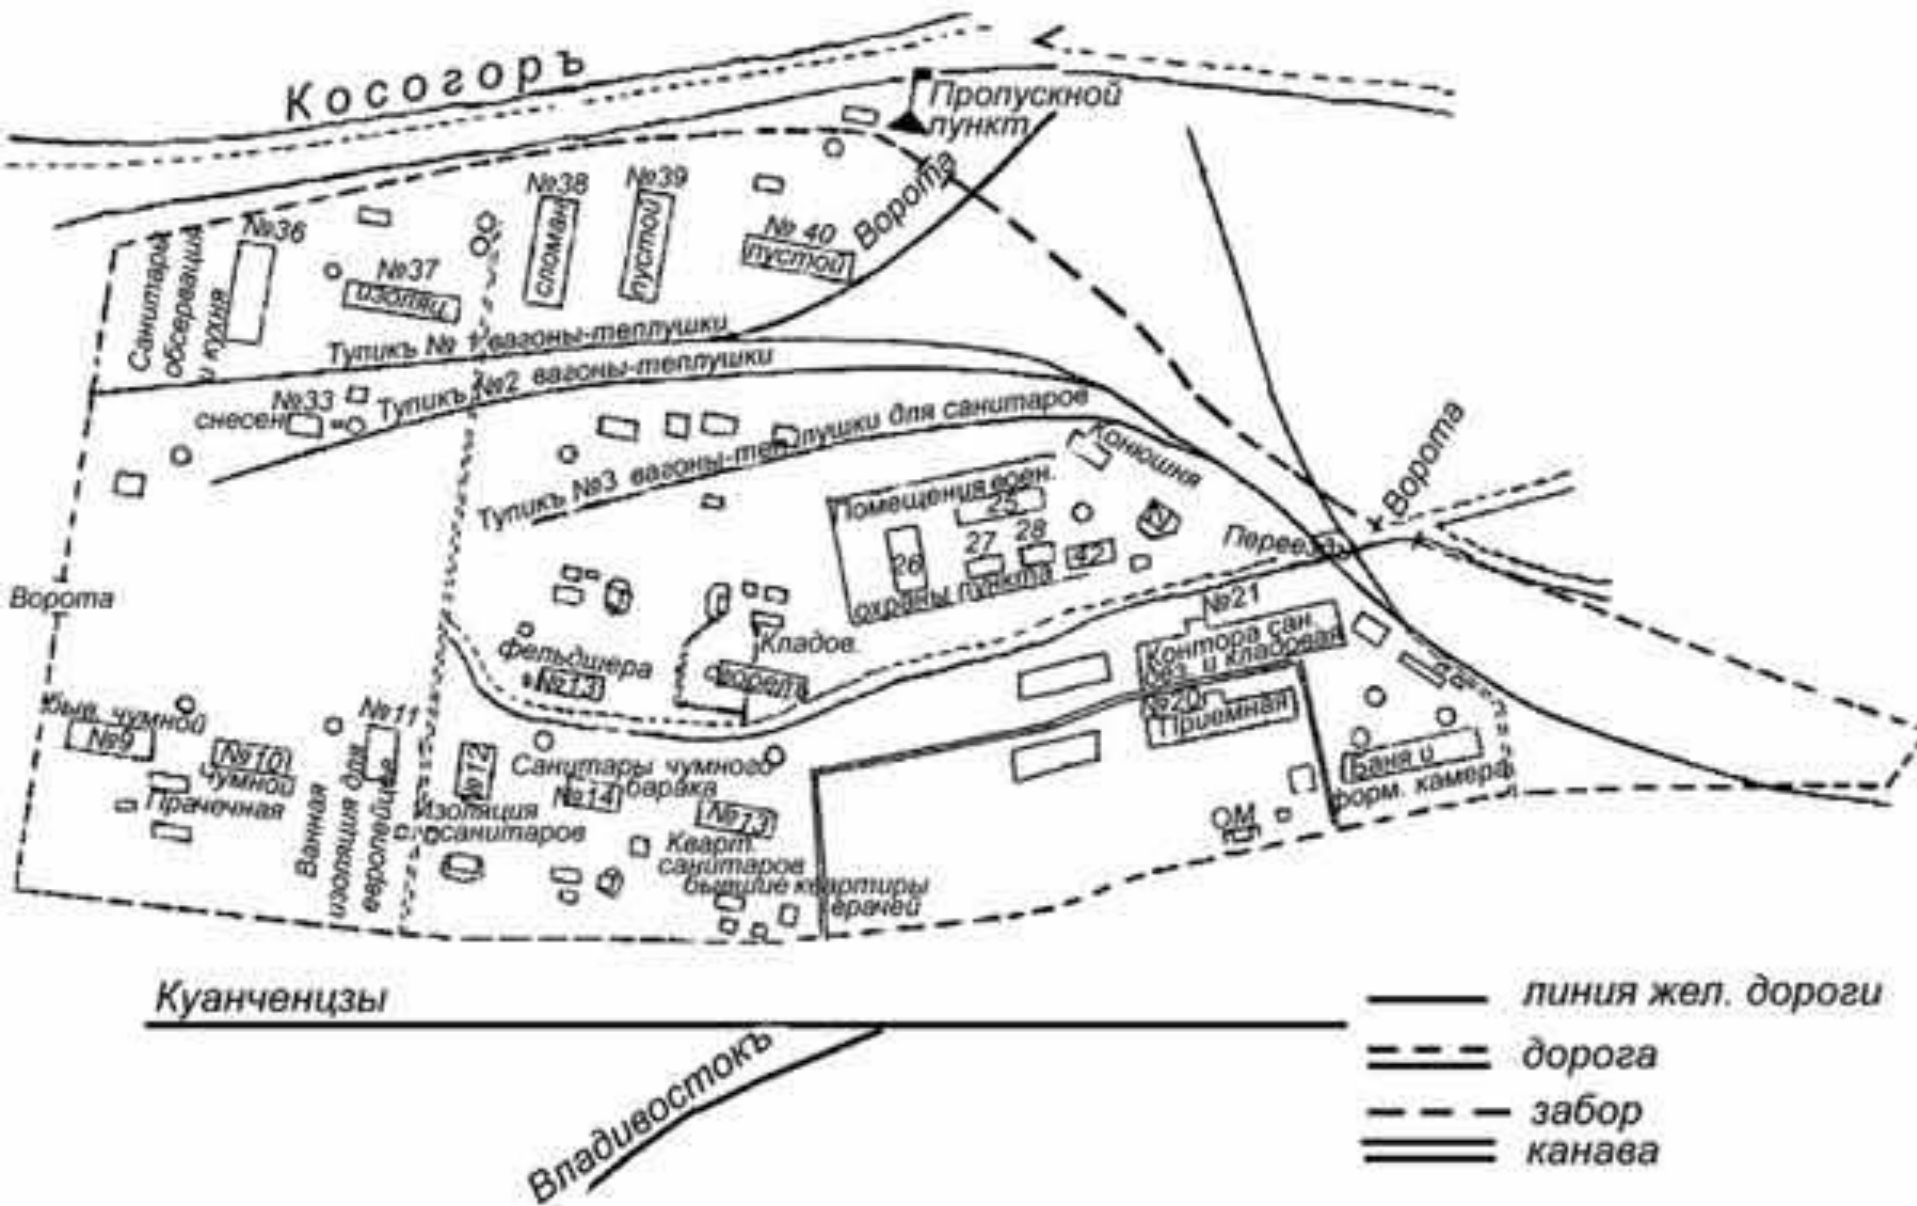 Косогоръ
Пропускной
пункт
Ворота
№38
№39
№36
сломан
пустой
№ 40
пустой
Санитары
обсервация
и кухня
№37
изоляц
Тупикъ № 1 вагоны-теплушки
Тупикъ №2 вагоны-теплушки
№33
снесен
Тупикъ №3 вагоны-теплушки для санитаров
Конюшня
Ворота
Помещения воен.
25
26
27
28
42
охраны пункта
Переезд
Ворота
№21
Контора сан.
и кладовая
Кладов.
фельдшера
№13
сгорел
№20
Приемная
быв. чумной
№9
№10
чумной
Прачечная
№11
Ванная
изоляция для
европейцев
№12
Изоляция
санитаров
Санитары чумного
барака
№14
№13
Кварт.
санитаров
бывшие квартиры
врачей
Баня и
форм. камера
ОМ
Куанченцзы
Владивостокъ
линия жел. дороги
дорога
забор
канава